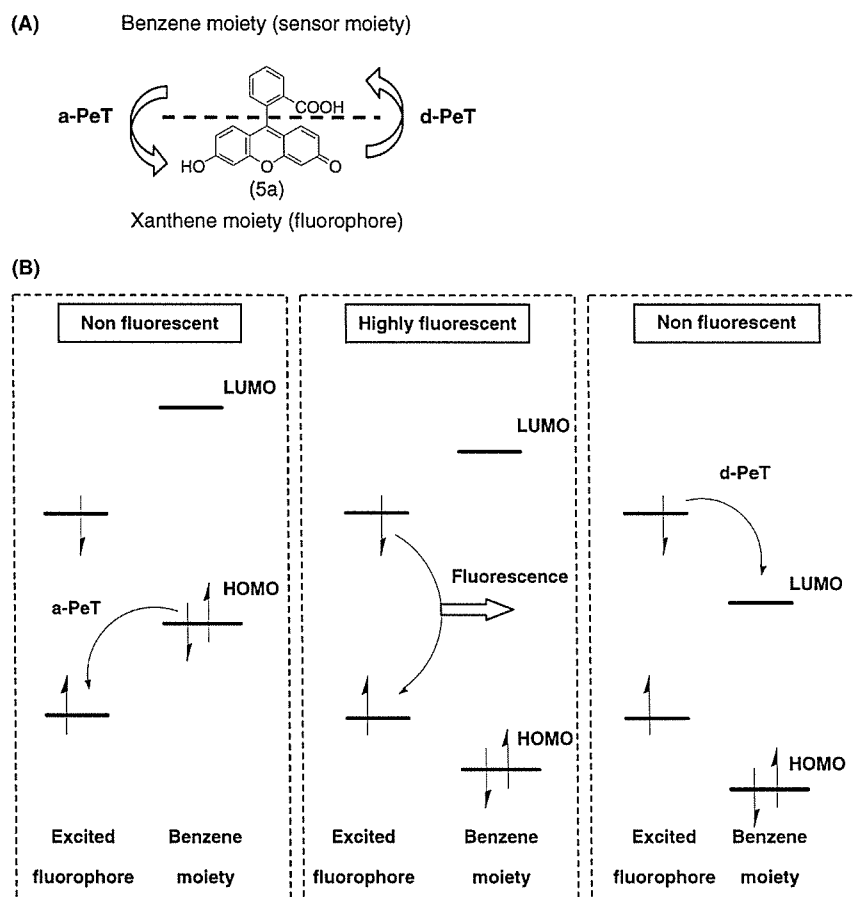 (A)
Benzene moiety (sensor moiety)
a-PeT
COOH
d-PeT
HO
O
O
(5a)
Xanthene moiety (fluorophore)
(B)
Non fluorescent
LUMO
a-PeT
HOMO
Excited
fluorophore
Benzene
moiety
Highly fluorescent
LUMO
Fluorescence
HOMO
Excited
fluorophore
Benzene
moiety
Non fluorescent
d-PeT
LUMO
HOMO
Excited
fluorophore
Benzene
moiety